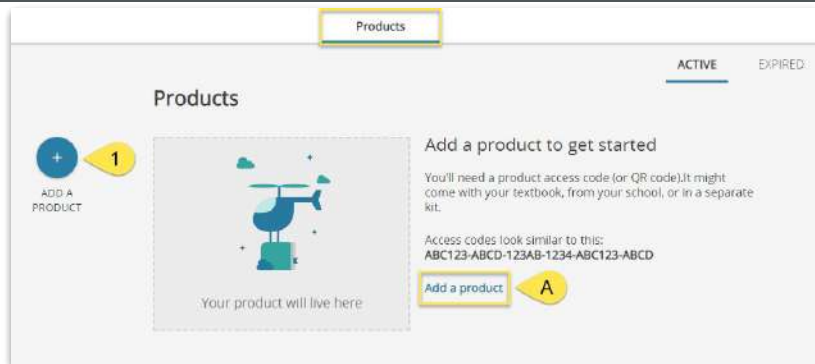 Products
ACTIVE
EXPIRED
Products
1
ADD A
PRODUCT
Your product will live here
Add a product to get started
You'll need a product access code (or QR code).It might
come with your textbook, from your school, or in a separate
kit.
Access codes look similar to this:
ABC123-ABCD-123AB-1234-ABC123-ABCD
Add a product
A